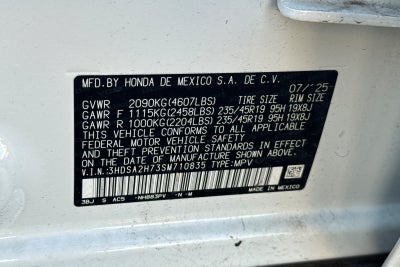 MFD.BY HONDA DE MEXICO S.A. DE C.V. 07/'25
GVWR 2090KG(4607LBS) TIRE SIZE RIM SIZE
GAWR F 1115KG(2458LBS) 235/45R19 95H 19X8J
GAWR R 1000KG(2204LBS) 235/45R19 95H 19X8J
THIS VEHICLE CONFORMS TO ALL APPLICABLE
FEDERAL MOTOR VEHICLE SAFETY
AND THEFT PREVENTION STANDARDS IN EFFECT
ON THE DATE OF MANUFACTURE SHOWN ABOVE.
V.I.N.:3HDSA2H73SM710835 TYPE:MPV
3BJ S AC5 -NH883PV -N -M MADE IN MEXICO